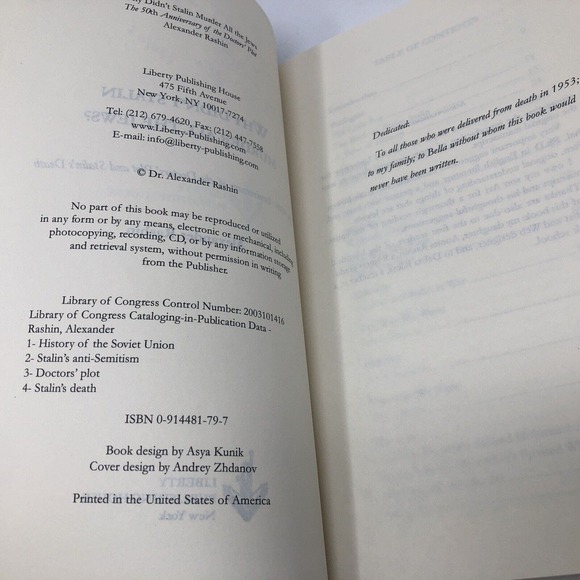 Didn't Stalin Murder All the Jews
The 50th Anniversary of the Doctors' Plot
Alexander Rashin
Liberty Publishing House
475 Fifth Avenue
New York, NY 10017-7274
Tel: (212) 679-4620, Fax: (212) 447-7558
www.Liberty-Publishing.com
E-mail: info@liberty-publishing.com
© Dr. Alexander Rashin
No part of this book may be reproduced or utilized
in any form or by any means, electronic or mechanical, including
photocopying, recording, CD, or by any information storage
and retrieval system, without permission in writing
from the Publisher.
Library of Congress Control Number: 2003101416
Library of Congress Cataloging-in-Publication Data -
Rashin, Alexander
1- History of the Soviet Union
2- Stalin's anti-Semitism
3- Doctors' plot
4- Stalin's death
ISBN 0-914481-79-7
Book design by Asya Kunik
Cover design by Andrey Zhdanov
Printed in the United States of America
Dedicated:
To all those who were delivered from death in 1953;
to my family; to Bella without whom this book would
never have been written.